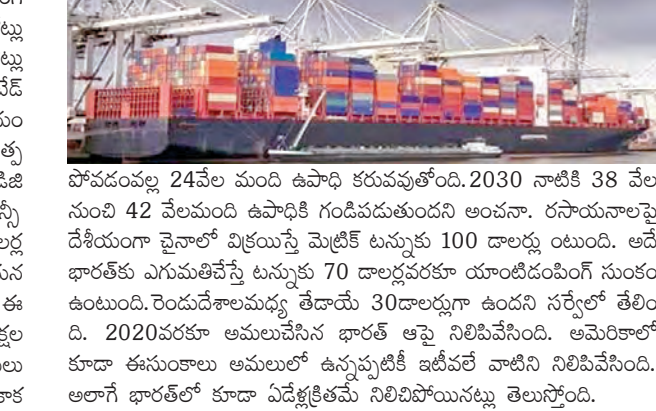 ట్లు
ట్లు
టేడ్
యం
త్ప
డిజి
న్సీ
లర్ల
గున
ఈ
క్షల
లు
కాక
పోవడంవల్ల 24వేల మంది ఉపాధి కరువవుతోంది.2030 నాటికి 38 వేల
నుంచి 42 వేలమంది ఉపాధికి గండిపడుతుందని అంచనా. రసాయనాలపై
దేశీయంగా చైనాలో విక్రయిస్తే మెట్రిక్ టన్నుకు 100 డాలర్లు ంటుంది. అదే
భారత్‌కు ఎగుమతిచేస్తే టన్నుకు 70 డాలర్లవరకూ యాంటిడంపింగ్ సుంకం
ఉంటుంది.రెండుదేశాలమధ్య తేడాయే 30డాలర్లుగా ఉందని సర్వేలో తేలిం
ది. 2020వరకూ అమలుచేసిన భారత్ ఆపై నిలిపివేసింది. అమెరికాలో
కూడా ఈసుంకాలు అమలులో ఉన్నప్పటికీ ఇటీవలే వాటిని నిలిపివేసింది.
అలాగే భారత్‌లో కూడా ఏడేళ్లక్రితమే నిలిచిపోయినట్లు తెలుస్తోంది.